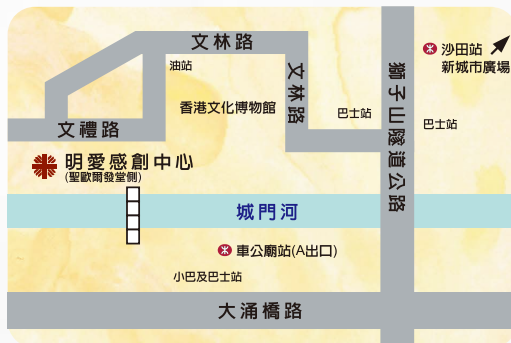 文林路
沙田站
新城市廣場
油站
文林路
獅子山隧道公路
香港文化博物館
巴士站
巴士站
文禮路
明愛感創中心
(聖歐爾發堂側)
城門河
車公廟站(A出口)
小巴及巴士站
大涌橋路